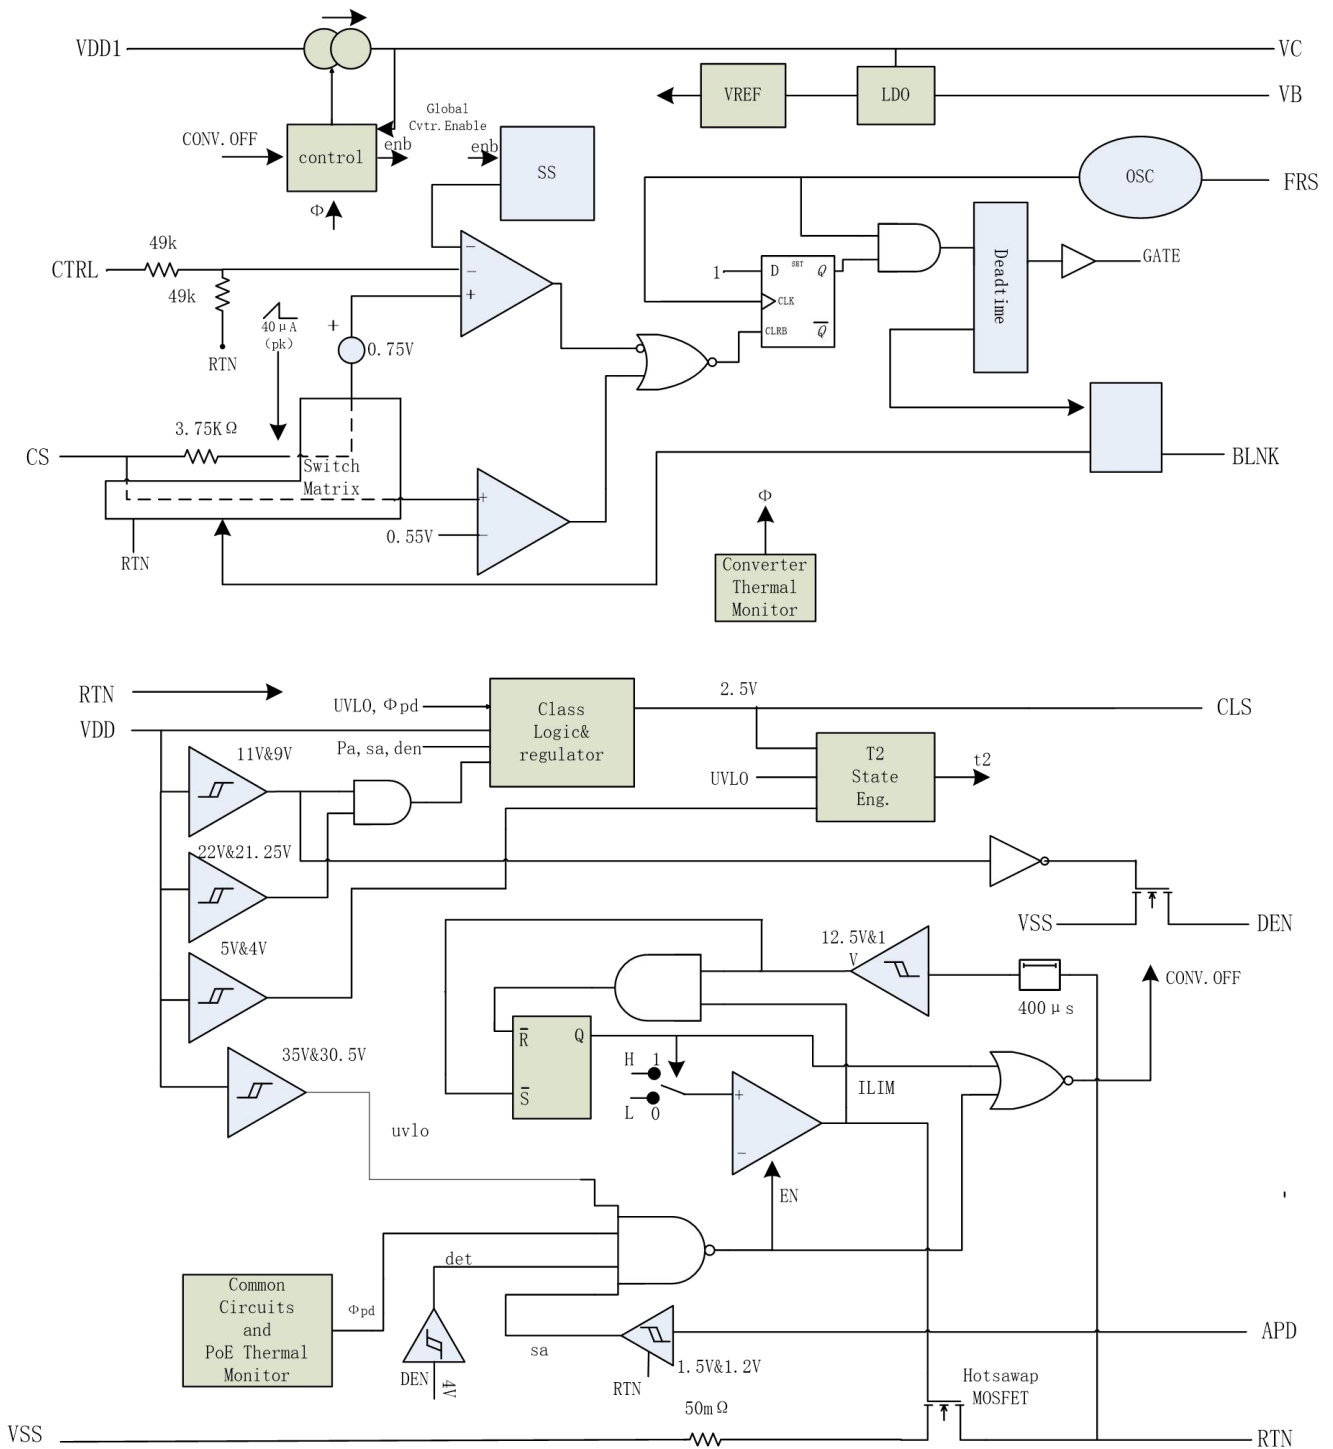 VDD1
VC
VREF
LDO
VB
Global
Cvtr.Enable
CONV.OFF
control
enb
enb
SS
OSC
FRS
Φ
49k
CTRL
49k
40μA
(pk)
RTN
+
0.75V
−
−
+
1
D
SET
Q
CLK
CLRB
Q
Deadtime
GATE
3.75KΩ
CS
Switch
Matrix
BLNK
+
0.55V
−
RTN
Φ
Converter
Thermal
Monitor
RTN
VDD
UVLO,Φpd
Pa,sa,den
Class
Logic&
regulator
2.5V
CLS
11V&9V
T2
State
Eng.
UVLO
t2
22V&21.25V
VSS
DEN
5V&4V
12.5V&1
V
400μs
CONV.OFF
R
Q
S
H 1
L 0
+
−
ILIM
35V&30.5V
uvlo
EN
det
Common
Circuits
and
PoE Thermal
Monitor
Φpd
DEN
4V
sa
RTN
1.5V&1.2V
APD
Hotsawap
MOSFET
50mΩ
VSS
RTN